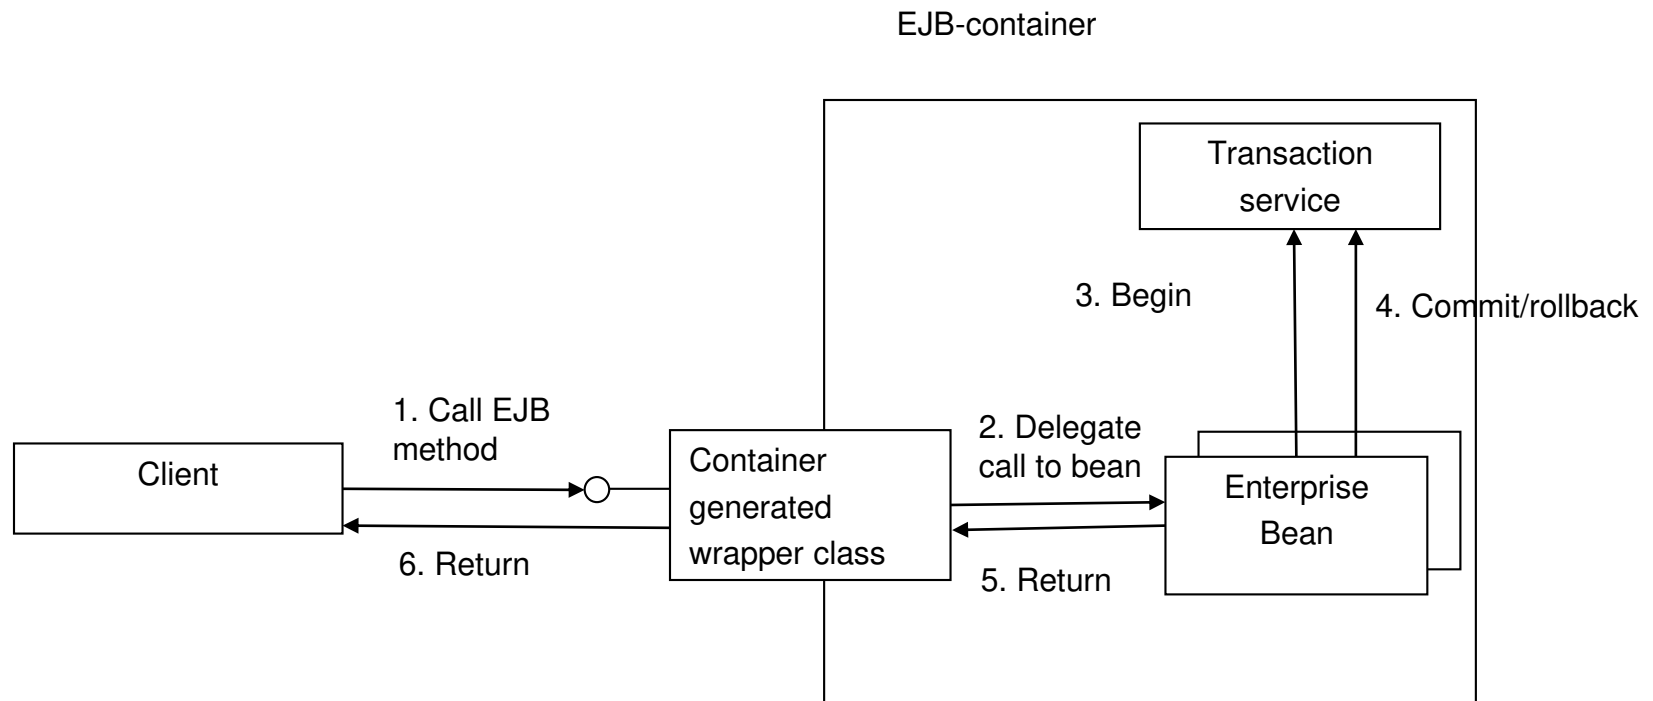 EJB-container
Transaction
service
3. Begin
4. Commit/rollback
1. Call EJB
method
2. Delegate
call to bean
Client
Container
generated
wrapper class
Enterprise
Bean
6. Return
5. Return